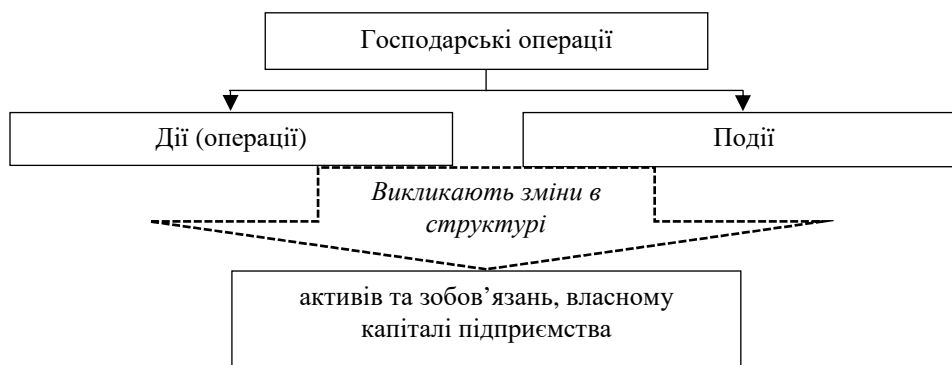 Господарські операції
Дії (операції)
Події
Викликають зміни в
структурі
активів та зобов’язань, власному
капіталі підприємства